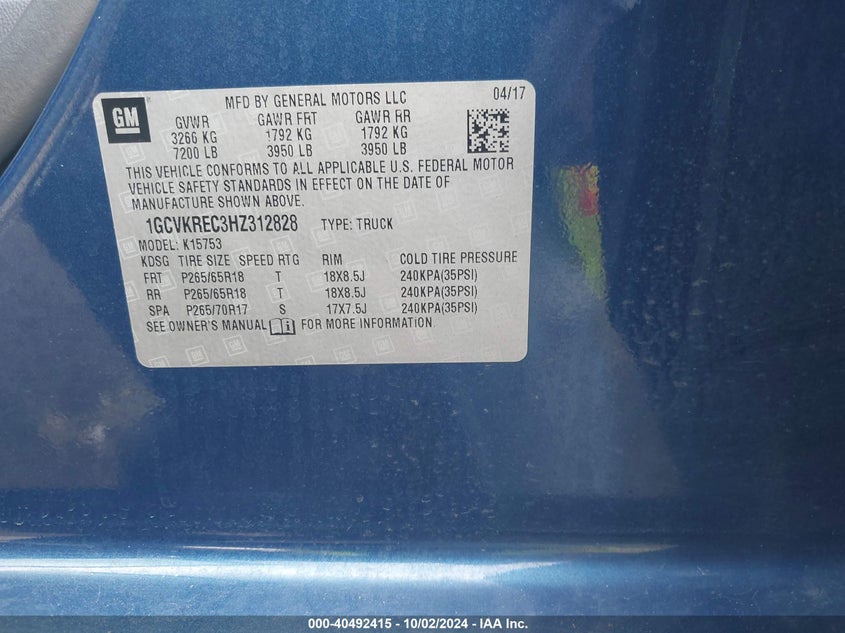 GM
MFD BY GENERAL MOTORS LLC 04/17
GVWR GAWR FRT GAWR RR
3266 KG 1792 KG 1792 KG
7200 LB 3950 LB 3950 LB
THIS VEHICLE CONFORMS TO ALL APPLICABLE U.S. FEDERAL MOTOR
VEHICLE SAFETY STANDARDS IN EFFECT ON THE DATE OF
MANUFACTURE SHOWN ABOVE.
1GCVKREC3HZ312828 TYPE: TRUCK
MODEL: K15753
KDSG TIRE SIZE SPEED RTG RIM COLD TIRE PRESSURE
FRT P265/65R18 T 18X8.5J 240KPA(35PSI)
RR P265/65R18 T 18X8.5J 240KPA(35PSI)
SPA P265/70R17 S 17X7.5J 240KPA(35PSI)
SEE OWNER'S MANUAL FOR MORE INFORMATION.
000-40492415 - 10/02/2024 - IAA Inc.